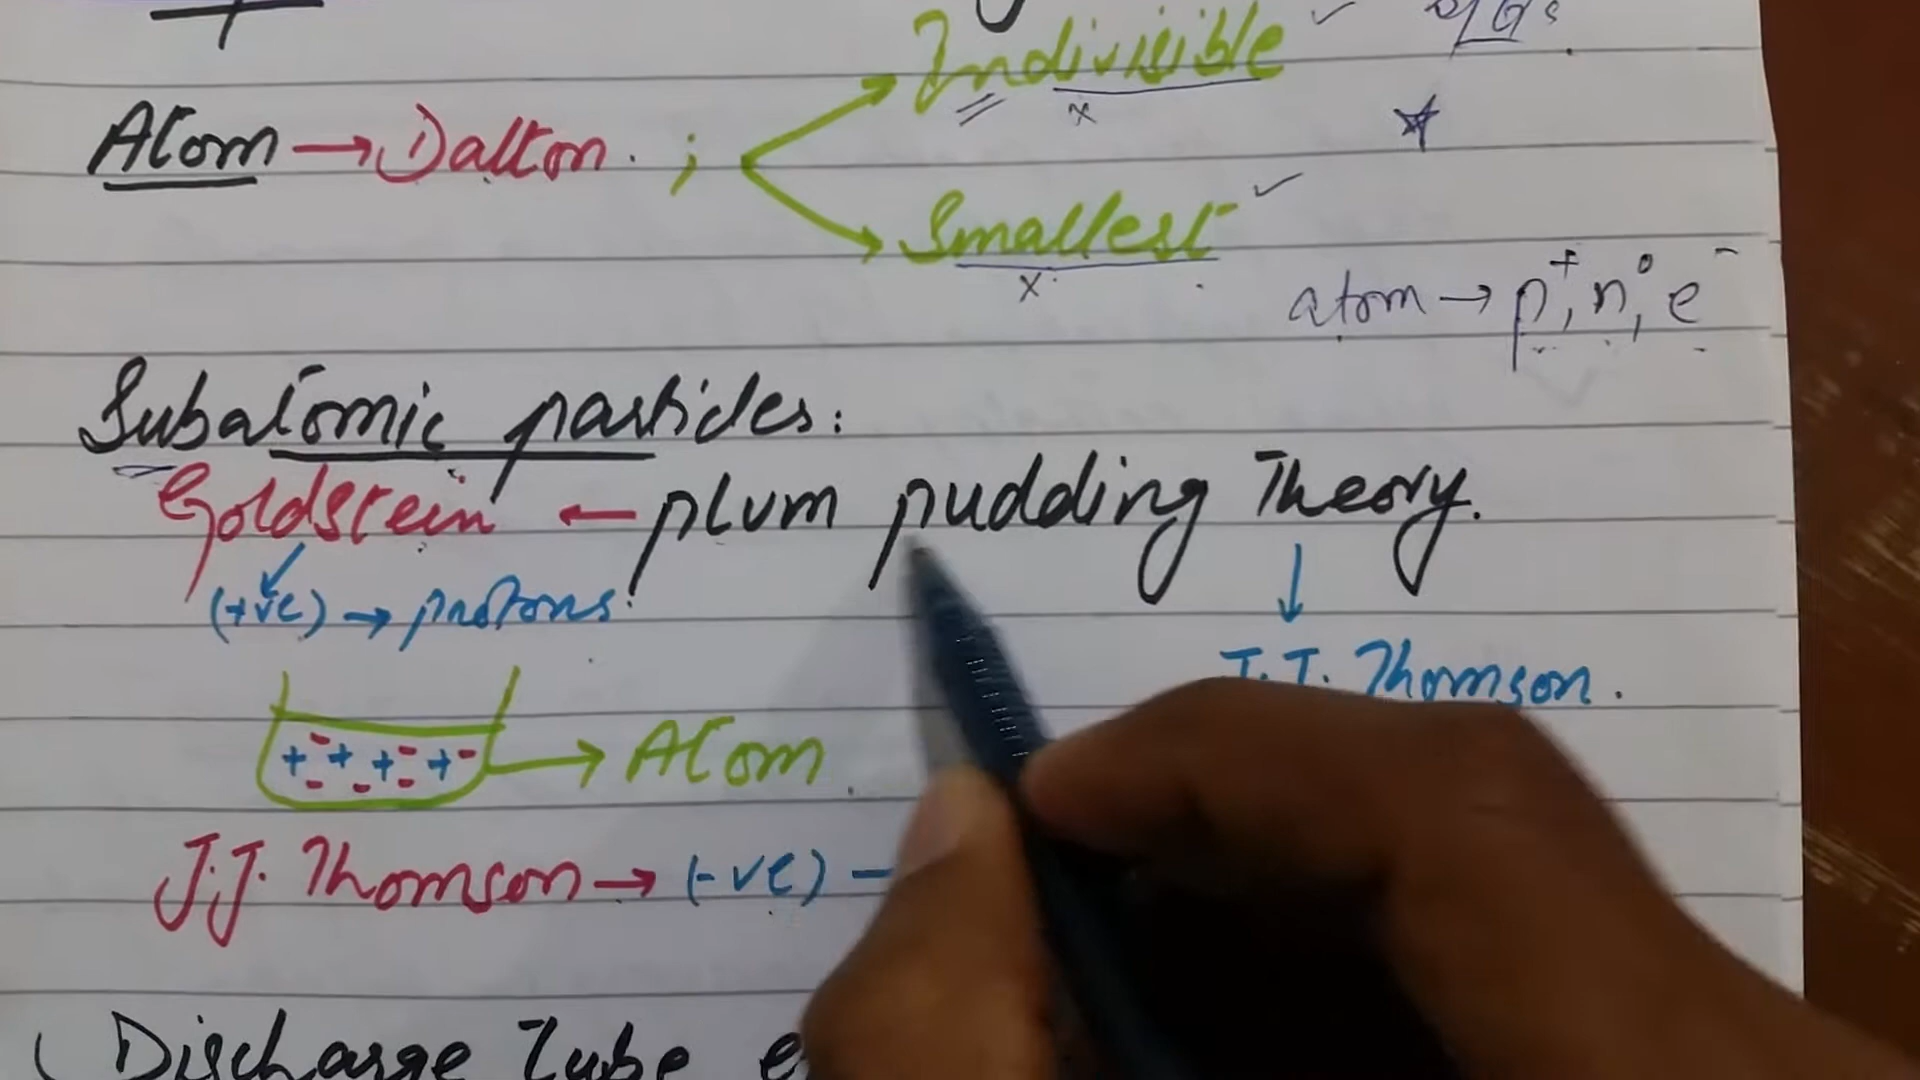 Indivisible
Atom → Dalton . ;
x
Smallest
x
atom → p⁺, n⁰, e⁻
Subatomic particles:
Goldstein ← plum pudding Theory.
(+ve) → protons.
J.J. Thomson.
+ - + + - + -
- - -
→ Atom
J.J. Thomson → (-ve) -
Discharge Tube e